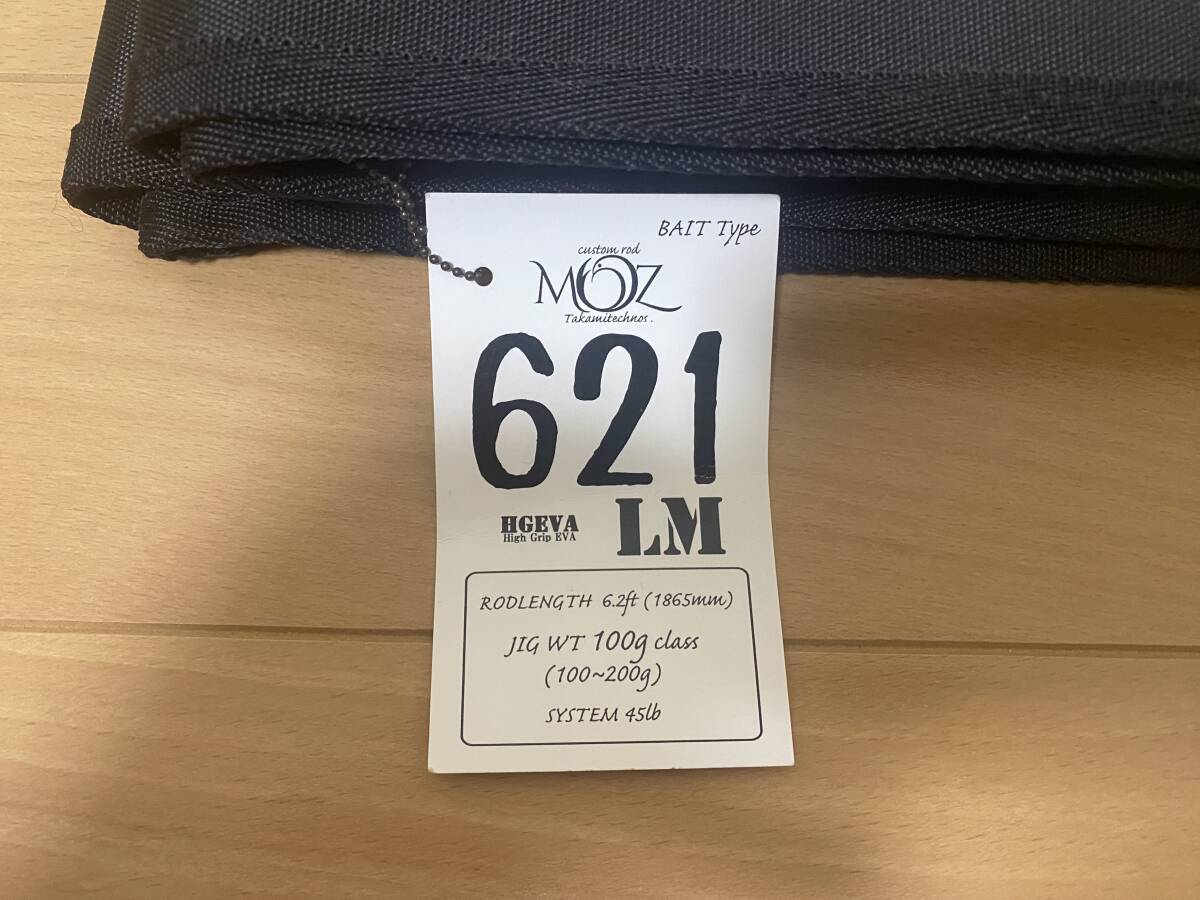 BAIT Type
custom rod
MOZ
Takamitechnos.
621
HGEVA
High Grip EVA
LM
RODLENGTH 6.2ft (1865mm)
JIG WT 100g class
(100~200g)
SYSTEM 45lb